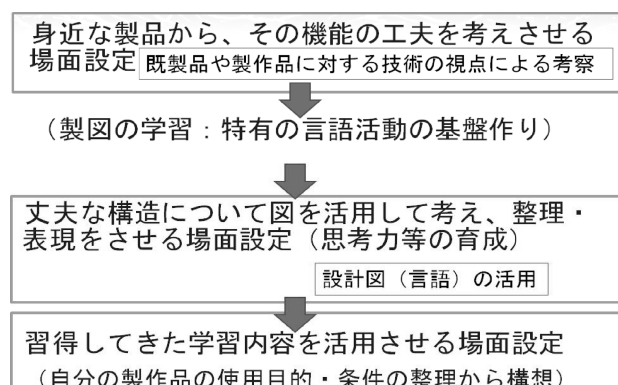 身近な製品から、その機能の工夫を考えさせる
場面設定
既製品や製作品に対する技術の視点による考察
（製図の学習：特有の言語活動の基盤作り）
丈夫な構造について図を活用して考え、整理・
表現をさせる場面設定（思考力等の育成）
設計図（言語）の活用
習得してきた学習内容を活用させる場面設定
（自分の製作品の使用目的・条件の整理から構想）